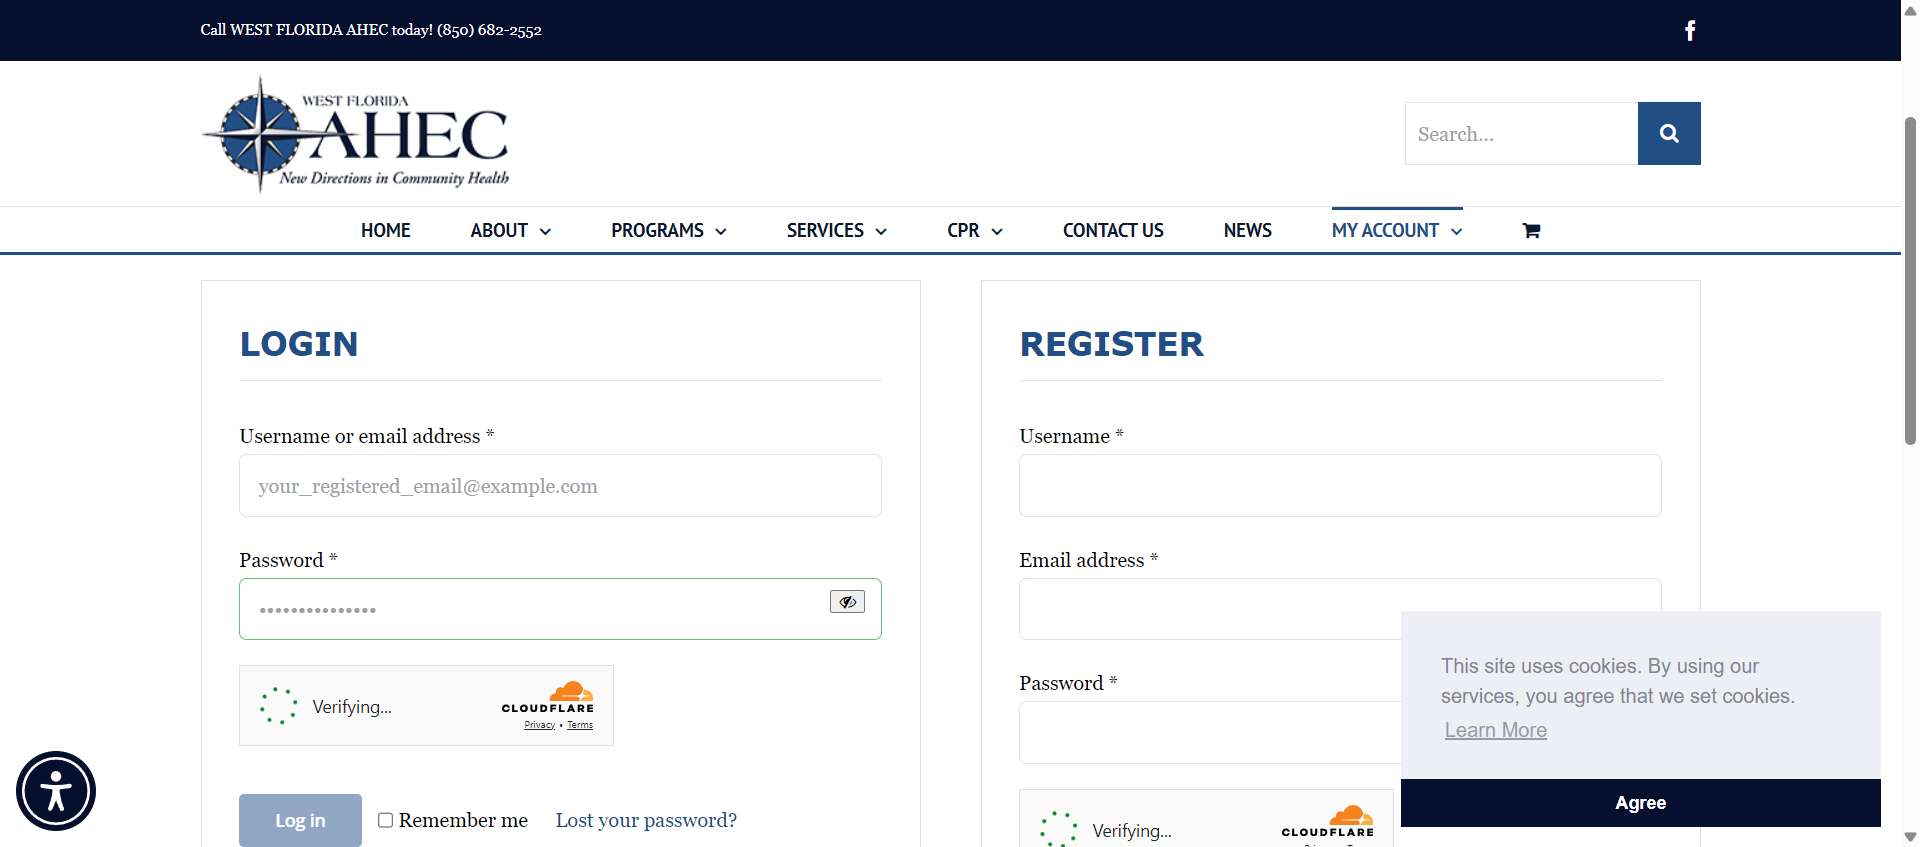 Call WEST FLORIDA AHEC today! (850) 682-2552
WEST FLORIDA
AHEC
New Directions in Community Health
Search...
HOME
ABOUT
PROGRAMS
SERVICES
CPR
CONTACT US
NEWS
MY ACCOUNT
LOGIN
Username or email address *
your_registered_email@example.com
Password *
•••••••••••••••
Verifying...
CLOUDFLARE
Privacy • Terms
Log in
Remember me
Lost your password?
REGISTER
Username *
Email address *
Password *
Verifying...
CLOUDFLARE
This site uses cookies. By using our
services, you agree that we set cookies.
Learn More
Agree